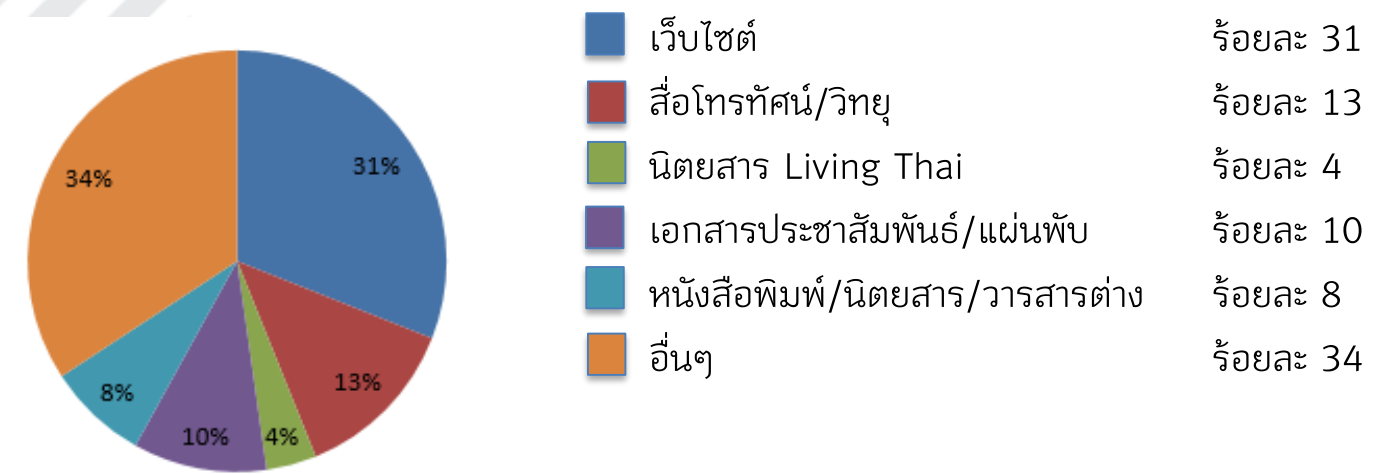 เว็บไซต์ ร้อยละ 31
สื่อโทรทัศน์/วิทยุ ร้อยละ 13
นิตยสาร Living Thai ร้อยละ 4
เอกสารประชาสัมพันธ์/แผ่นพับ ร้อยละ 10
หนังสือพิมพ์/นิตยสาร/วารสารต่าง ร้อยละ 8
อื่นๆ ร้อยละ 34
31%
34%
13%
8%
10%
4%